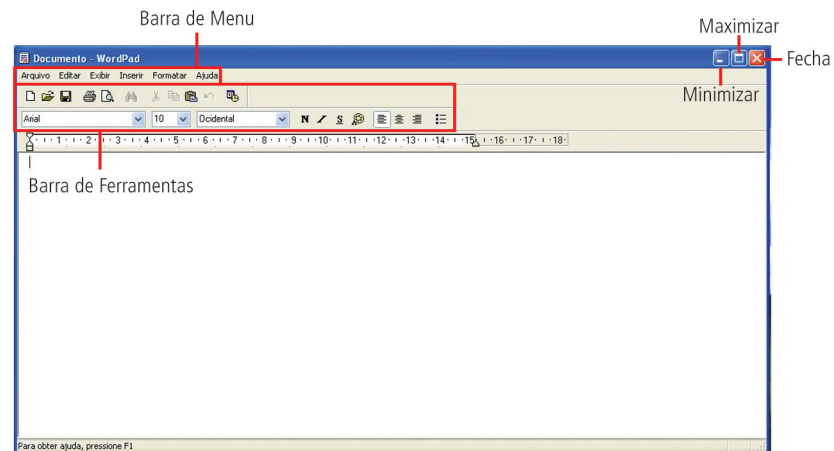 Barra de Menu
Maximizar
Documento - WordPad
Fecha
Arquivo Editar Exibir Inserir Formatar Ajuda
Minimizar
Arial 10 Ocidental N I S
1 2 3 4 5 6 7 8 9 10 11 12 13 14 15 16 17 18
Barra de Ferramentas
Para obter ajuda, pressione F1